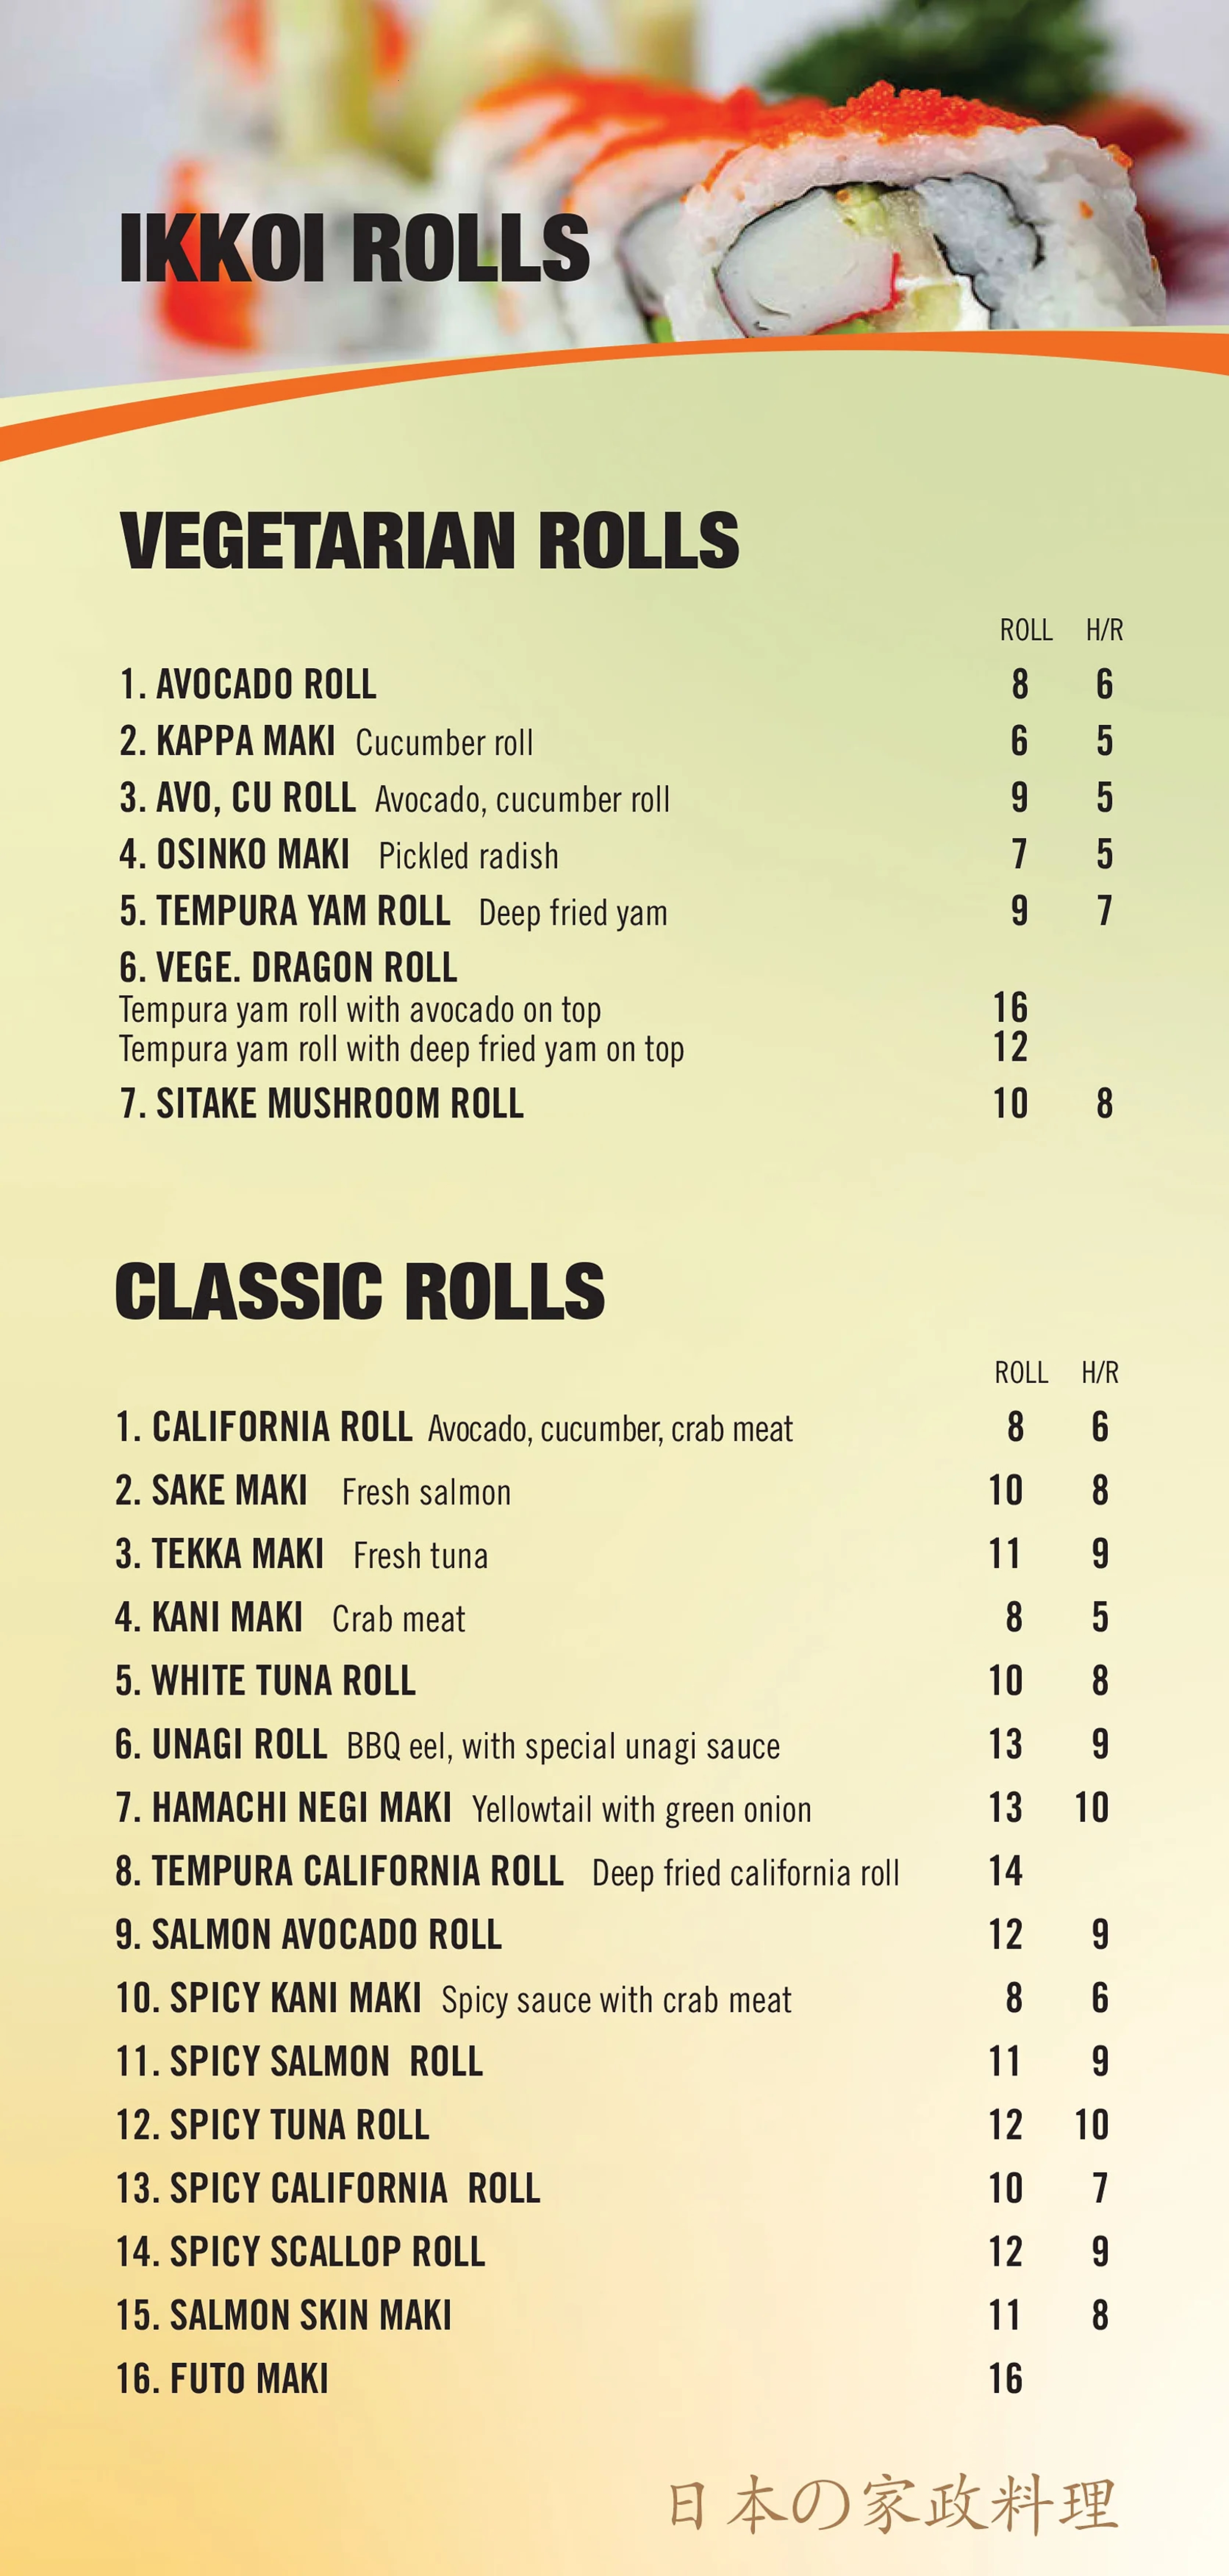 IKKOI ROLLS
VEGETARIAN ROLLS
ROLL H/R
1. AVOCADO ROLL 8 6
2. KAPPA MAKI Cucumber roll 6 5
3. AVO, CU ROLL Avocado, cucumber roll 9 5
4. OSINKO MAKI Pickled radish 7 5
5. TEMPURA YAM ROLL Deep fried yam 9 7
6. VEGE. DRAGON ROLL
Tempura yam roll with avocado on top 16
Tempura yam roll with deep fried yam on top 12
7. SITAKE MUSHROOM ROLL 10 8
CLASSIC ROLLS
ROLL H/R
1. CALIFORNIA ROLL Avocado, cucumber, crab meat 8 6
2. SAKE MAKI Fresh salmon 10 8
3. TEKKA MAKI Fresh tuna 11 9
4. KANI MAKI Crab meat 8 5
5. WHITE TUNA ROLL 10 8
6. UNAGI ROLL BBQ eel, with special unagi sauce 13 9
7. HAMACHI NEGI MAKI Yellowtail with green onion 13 10
8. TEMPURA CALIFORNIA ROLL Deep fried california roll 14
9. SALMON AVOCADO ROLL 12 9
10. SPICY KANI MAKI Spicy sauce with crab meat 8 6
11. SPICY SALMON ROLL 11 9
12. SPICY TUNA ROLL 12 10
13. SPICY CALIFORNIA ROLL 10 7
14. SPICY SCALLOP ROLL 12 9
15. SALMON SKIN MAKI 11 8
16. FUTO MAKI 16
日本の家政料理